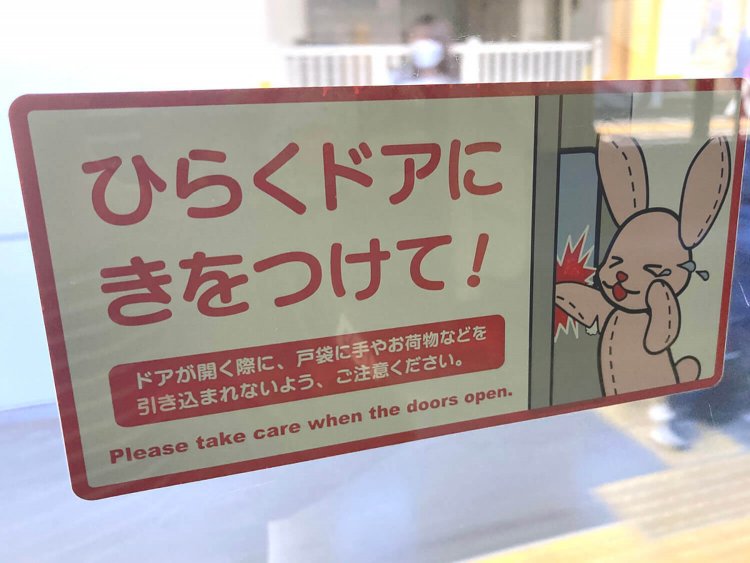 ひらくドアに
きをつけて!
ドアが開く際に、戸袋に手やお荷物などを
引き込まれないよう、ご注意ください。
Please take care when the doors open.